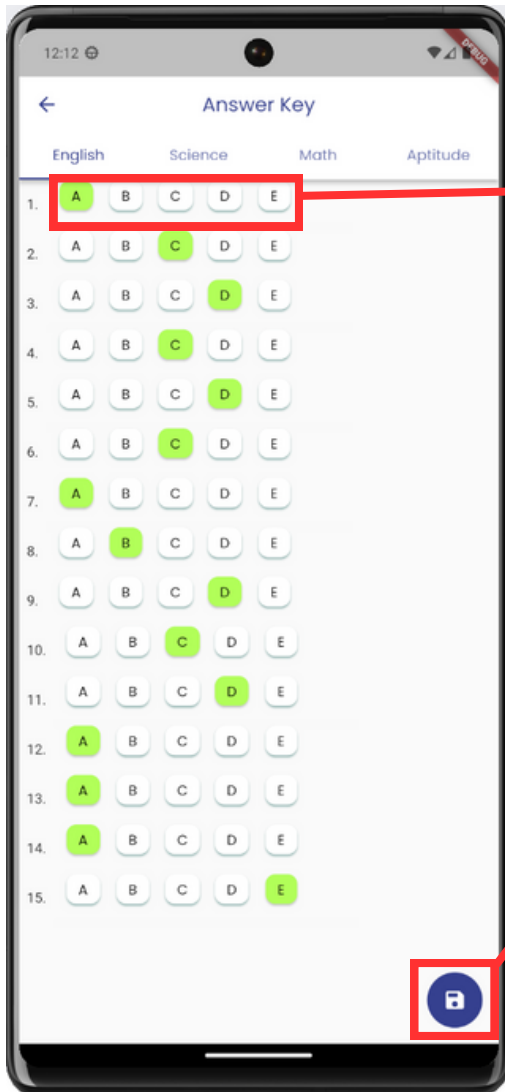 12:12
DEBUG
Answer Key
English Science Math Aptitude
1. A B C D E
2. A B C D E
3. A B C D E
4. A B C D E
5. A B C D E
6. A B C D E
7. A B C D E
8. A B C D E
9. A B C D E
10. A B C D E
11. A B C D E
12. A B C D E
13. A B C D E
14. A B C D E
15. A B C D E